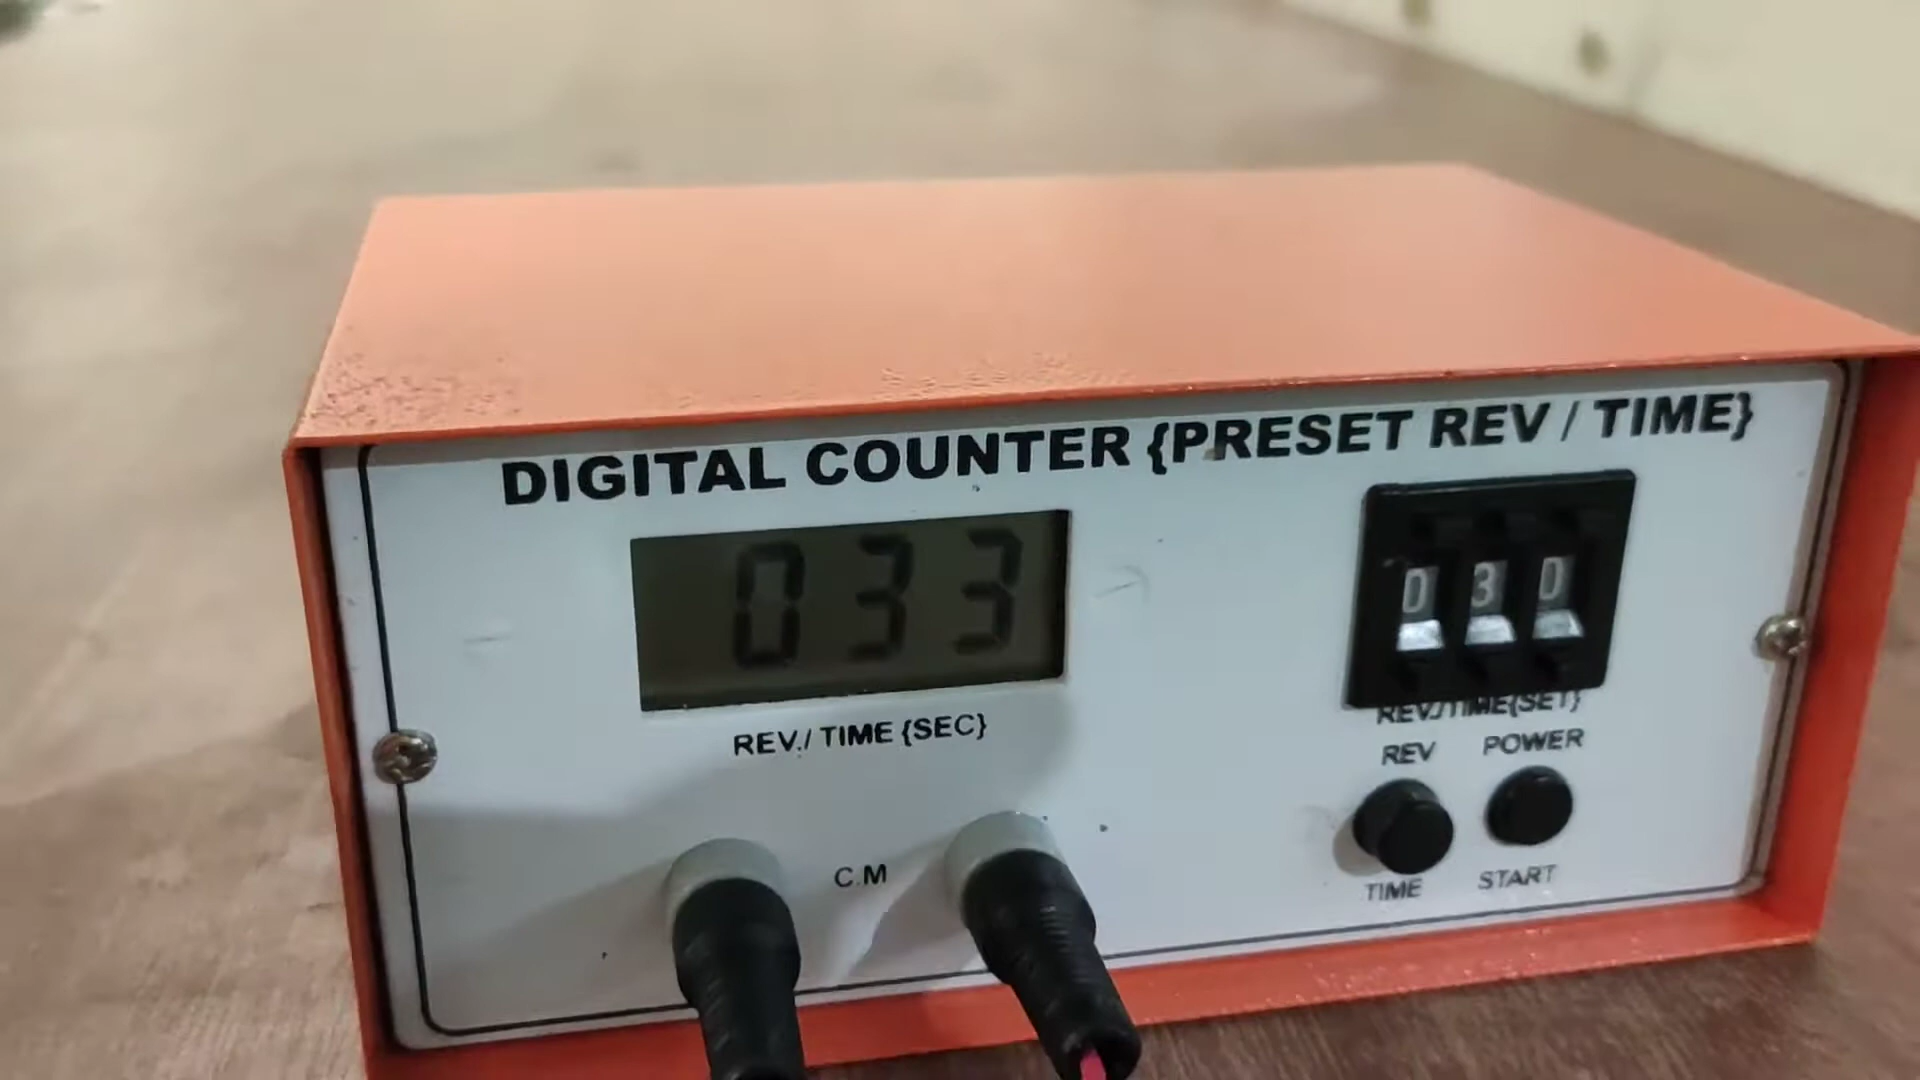 DIGITAL COUNTER {PRESET REV / TIME}
033
030
REV./ TIME {SEC}
REV./TIME{SET}
REV POWER
C.M
TIME START